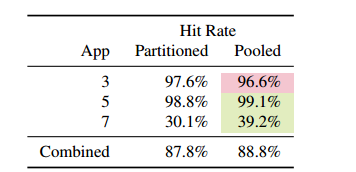 Hit Rate
App Partitioned Pooled
3 97.6% 96.6%
5 98.8% 99.1%
7 30.1% 39.2%
Combined 87.8% 88.8%